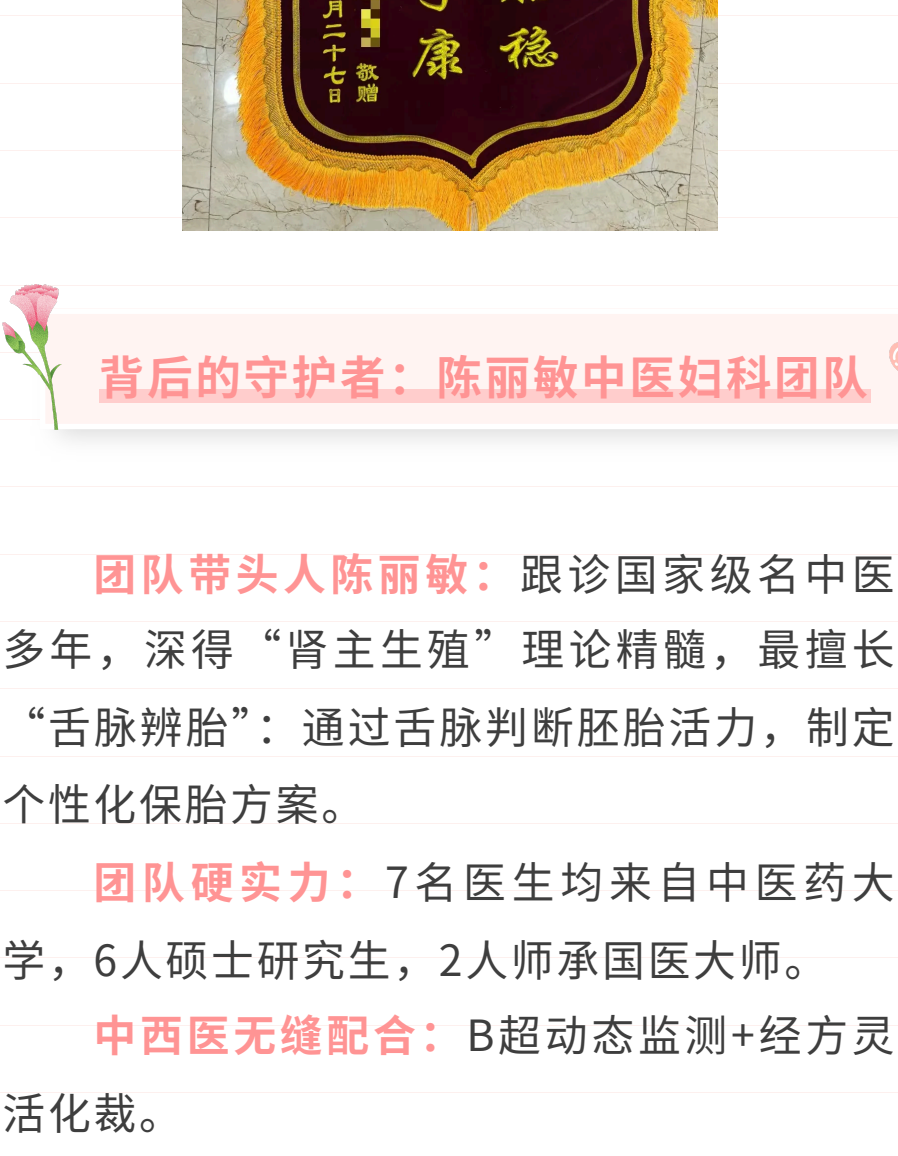 月二十七日
敬赠
康
稳
背后的守护者：陈丽敏中医妇科团队
团队带头人陈丽敏：跟诊国家级名中医
多年，深得“肾主生殖”理论精髓，最擅长
“舌脉辨胎”：通过舌脉判断胚胎活力，制定
个性化保胎方案。
团队硬实力：7名医生均来自中医药大
学，6人硕士研究生，2人师承国医大师。
中西医无缝配合：B超动态监测+经方灵
活化裁。